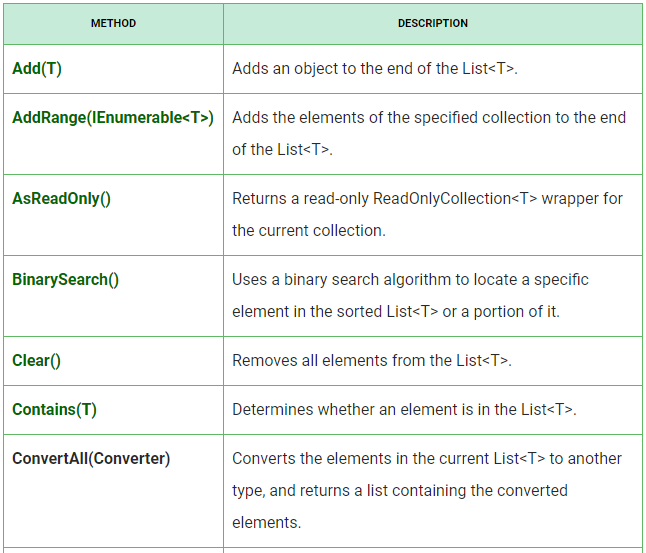 METHOD DESCRIPTION
Add(T) Adds an object to the end of the List<T>.
AddRange(IEnumerable<T>) Adds the elements of the specified collection to the end
of the List<T>.
AsReadOnly() Returns a read-only ReadOnlyCollection<T> wrapper for
the current collection.
BinarySearch() Uses a binary search algorithm to locate a specific
element in the sorted List<T> or a portion of it.
Clear() Removes all elements from the List<T>.
Contains(T) Determines whether an element is in the List<T>.
ConvertAll(Converter) Converts the elements in the current List<T> to another
type, and returns a list containing the converted
elements.